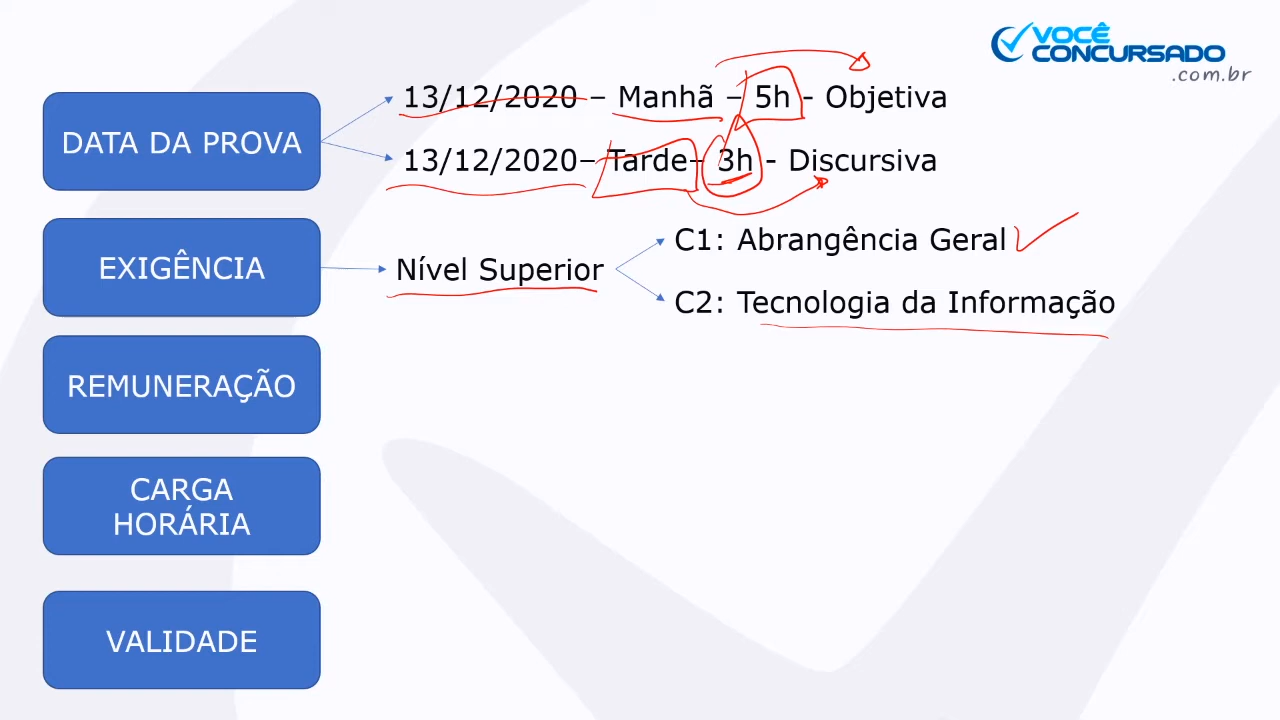 VOCÊ
CONCURSADO
.com.br
DATA DA PROVA
13/12/2020 – Manhã – 5h - Objetiva
13/12/2020– Tarde– 3h - Discursiva
EXIGÊNCIA
Nível Superior
C1: Abrangência Geral
C2: Tecnologia da Informação
REMUNERAÇÃO
CARGA
HORÁRIA
VALIDADE